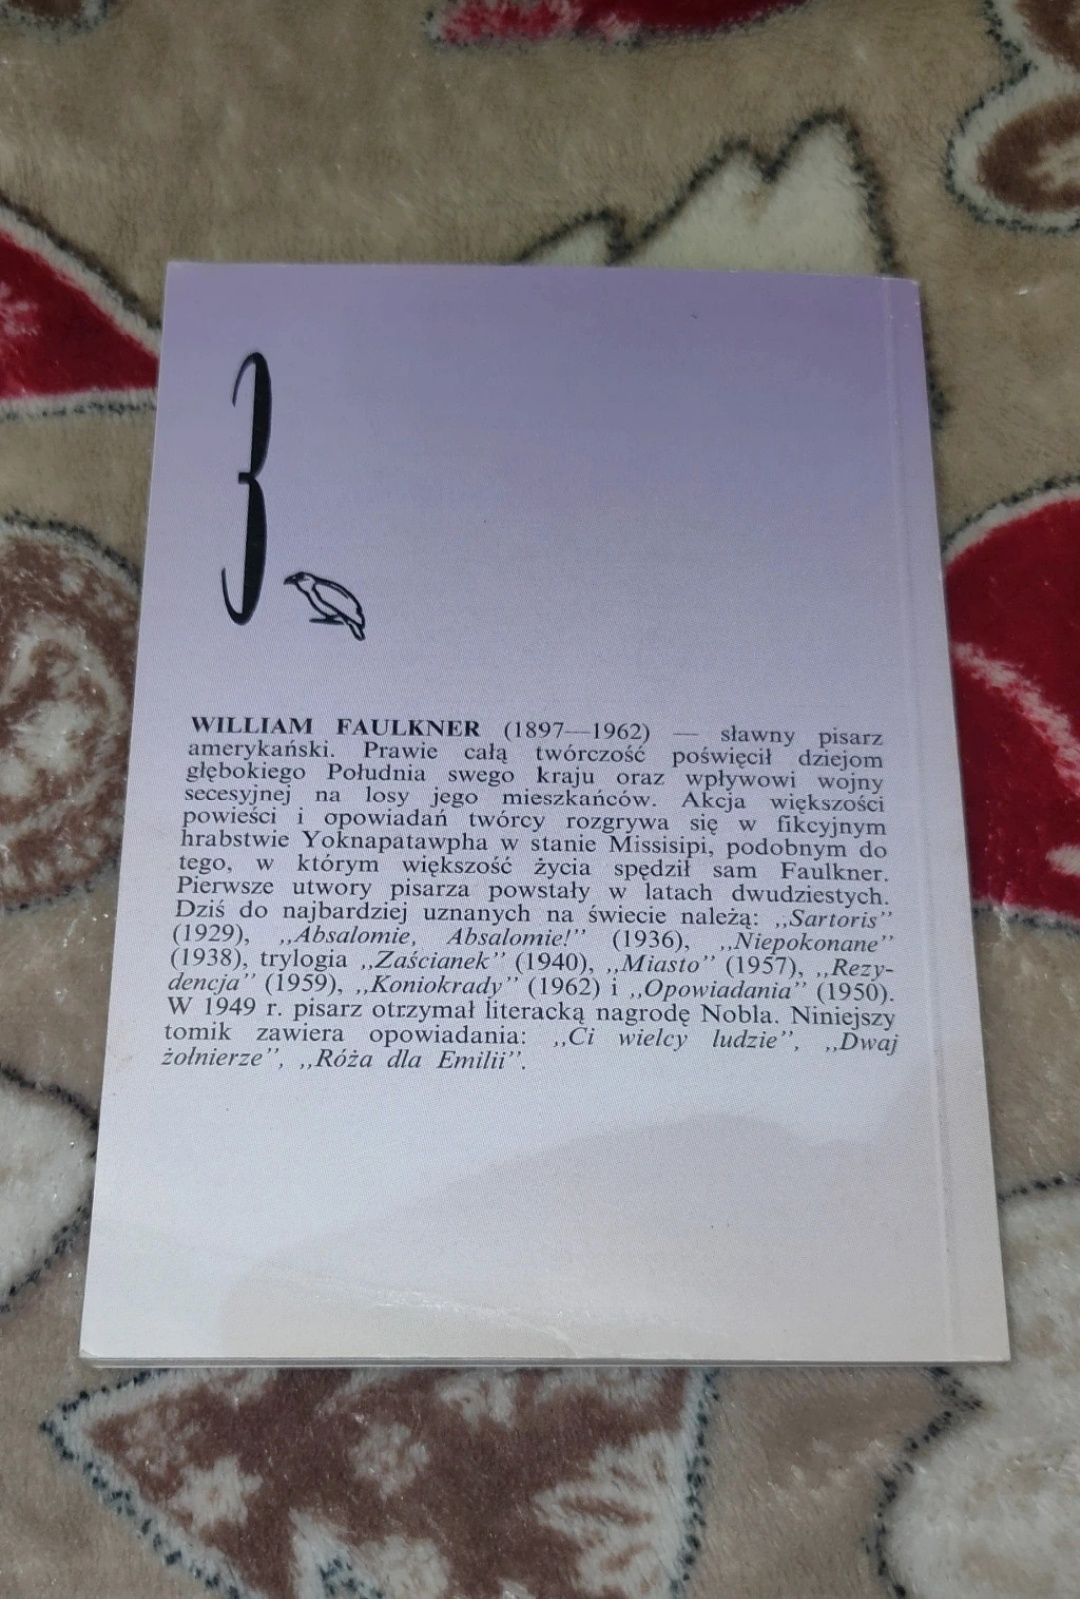 3
WILLIAM FAULKNER (1897—1962) — sławny pisarz
amerykański. Prawie całą twórczość poświęcił dziejom
głębokiego Południa swego kraju oraz wpływowi wojny
secesyjnej na losy jego mieszkańców. Akcja większości
powieści i opowiadań twórcy rozgrywa się w fikcyjnym
hrabstwie Yoknapatawpha w stanie Missisipi, podobnym do
tego, w którym większość życia spędził sam Faulkner.
Pierwsze utwory pisarza powstały w latach dwudziestych.
Dziś do najbardziej uznanych na świecie należą: „Sartoris”
(1929), „Absalomie, Absalomie!” (1936), „Niepokonane”
(1938), trylogia „Zaścianek” (1940), „Miasto” (1957), „Rezy-
dencja” (1959), „Koniokrady” (1962) i „Opowiadania” (1950).
W 1949 r. pisarz otrzymał literacką nagrodę Nobla. Niniejszy
tomik zawiera opowiadania: „Ci wielcy ludzie”, „Dwaj
żołnierze”, „Róża dla Emilii”.